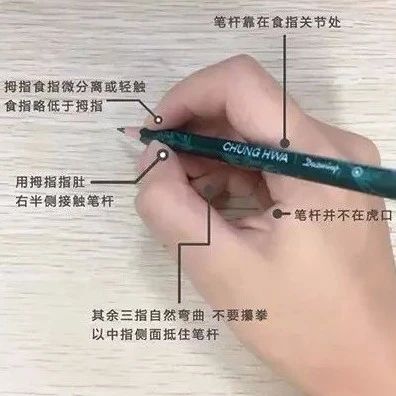 笔杆靠在食指关节处
拇指食指微分离或轻触
食指略低于拇指
CHUNG HWA Drawing
用拇指指肚
右半侧接触笔杆
笔杆并不在虎口
其余三指自然弯曲 不要攥拳
以中指侧面抵住笔杆